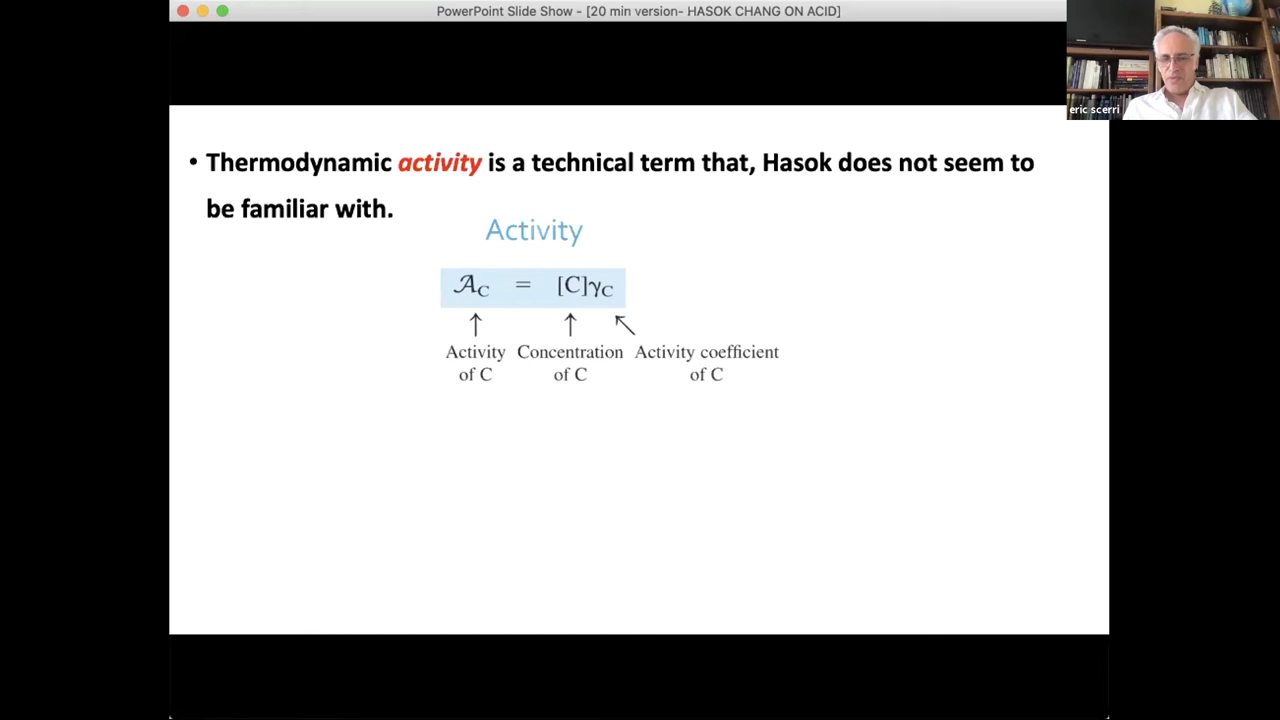 PowerPoint Slide Show - [20 min version- HASOK CHANG ON ACID]
eric scerri
• Thermodynamic activity is a technical term that, Hasok does not seem to
be familiar with.
Activity
𝒜C = [C]γC
↑ ↑ ↖
Activity Concentration Activity coefficient
of C of C of C